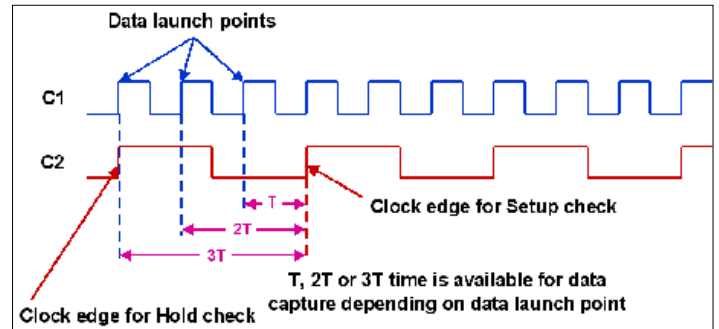 Data launch points
C1
C2
T
Clock edge for Setup check
2T
3T
T, 2T or 3T time is available for data
capture depending on data launch point
Clock edge for Hold check